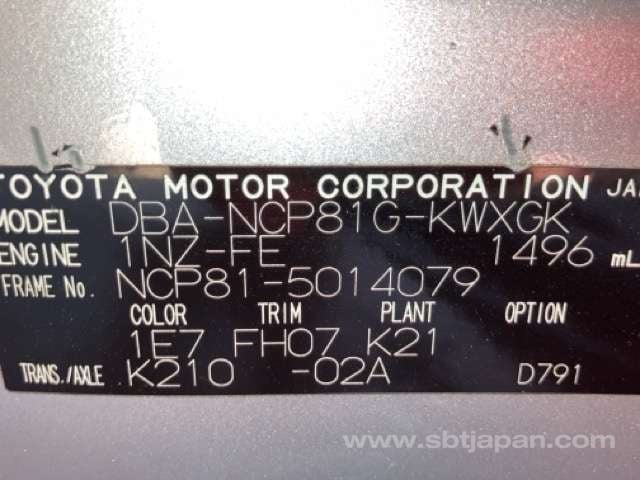 TOYOTA MOTOR CORPORATION JA
MODEL DBA-NCP81G-KWXGK
ENGINE 1NZ-FE 1496 mL
FRAME No. NCP81-5014079
COLOR TRIM PLANT OPTION
1E7 FH07 K21
TRANS./AXLE K210 -02A D791
www.sbtjapan.com